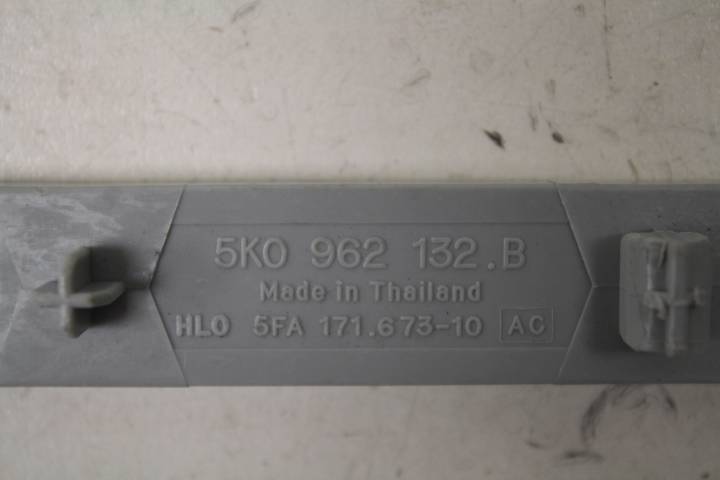 5K0 962 132.B
Made in Thailand
HLO 5FA 171.673-10 AC